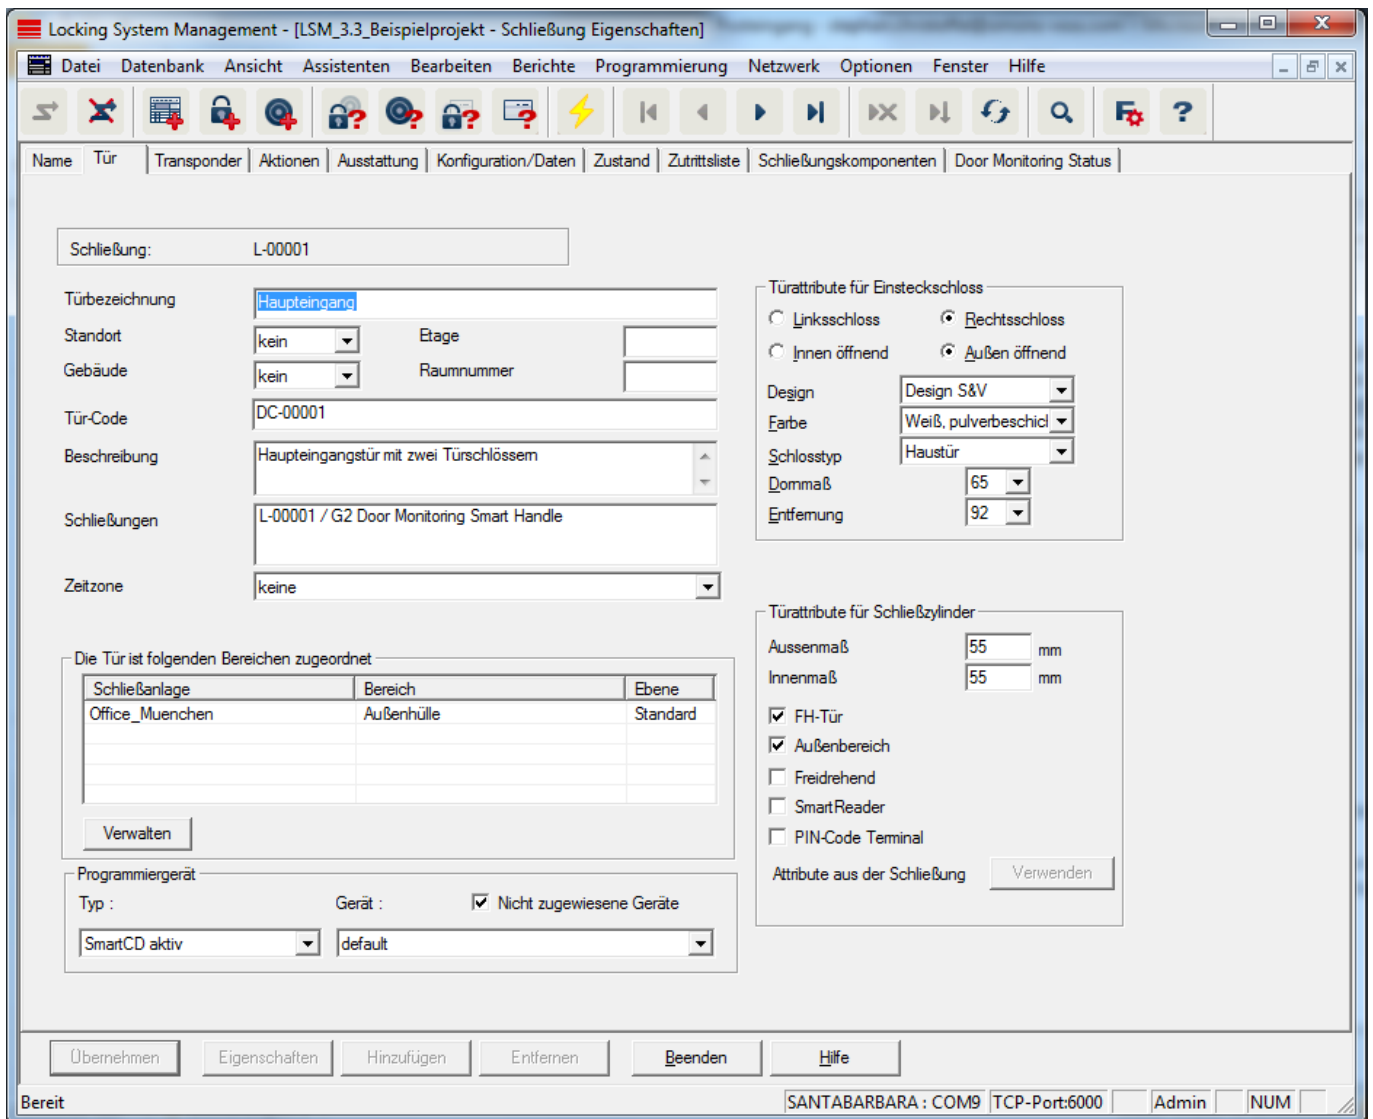 Locking System Management - [LSM_3.3_Beispielprojekt - Schließung Eigenschaften]
Datei Datenbank Ansicht Assistenten Bearbeiten Berichte Programmierung Netzwerk Optionen Fenster Hilfe
Name Tür Transponder Aktionen Ausstattung Konfiguration/Daten Zustand Zutrittsliste Schließungskomponenten Door Monitoring Status
Schließung: L-00001
Türbezeichnung Haupteingang
Standort kein Etage
Gebäude kein Raumnummer
Tür-Code DC-00001
Beschreibung Haupteingangstür mit zwei Türschlössern
Schließungen L-00001 / G2 Door Monitoring Smart Handle
Zeitzone keine
Die Tür ist folgenden Bereichen zugeordnet
Schließanlage Bereich Ebene
Office_Muenchen Außenhülle Standard
Verwalten
Programmiergerät
Typ : Gerät : Nicht zugewiesene Geräte
SmartCD aktiv default
Türattribute für Einsteckschloss
Linksschloss Rechtsschloss
Innen öffnend Außen öffnend
Design Design S&V
Farbe Weiß, pulverbeschicl
Schlosstyp Haustür
Dornmaß 65
Entfernung 92
Türattribute für Schließzylinder
Aussenmaß 55 mm
Innenmaß 55 mm
FH-Tür
Außenbereich
Freidrehend
SmartReader
PIN-Code Terminal
Attribute aus der Schließung Verwenden
Übernehmen Eigenschaften Hinzufügen Entfernen Beenden Hilfe
Bereit SANTABARBARA : COM9 TCP-Port:6000 Admin NUM